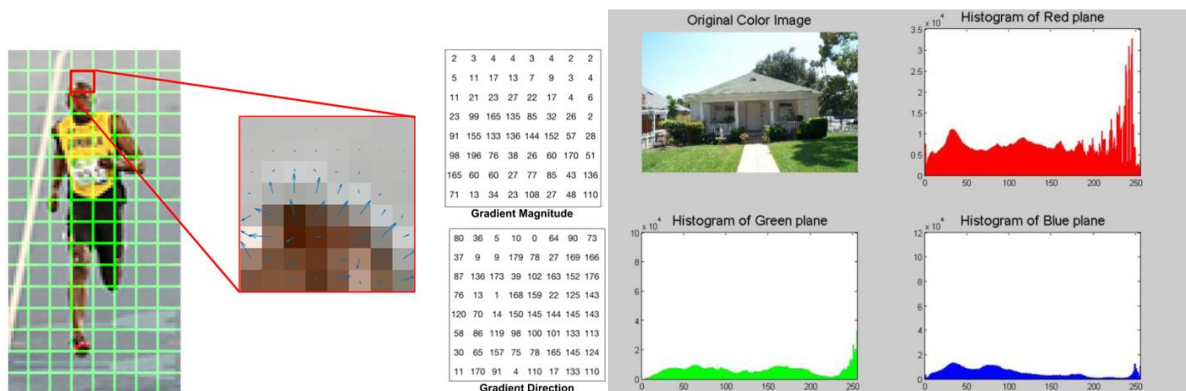 2 3 4 4 3 4 2 2
5 11 17 13 7 9 3 4
11 21 23 27 22 17 4 6
23 99 165 135 85 32 26 2
91 155 133 136 144 152 57 28
98 196 76 38 26 60 170 51
165 60 60 27 77 85 43 136
71 13 34 23 108 27 48 110
Gradient Magnitude
80 36 5 10 0 64 90 73
37 9 9 179 78 27 169 166
87 136 173 39 102 163 152 176
76 13 1 168 159 22 125 143
120 70 14 150 145 144 145 143
58 86 119 98 100 101 133 113
30 65 157 75 78 165 145 124
11 170 91 4 110 17 133 110
Gradient Direction
Original Color Image
Histogram of Red plane
x 10^4
3.5
3
2.5
2
1.5
1
0.5
0
0 50 100 150 200 250
Histogram of Green plane
x 10^4
10
8
6
4
2
0
0 50 100 150 200 250
Histogram of Blue plane
x 10^4
12
10
8
6
4
2
0
0 50 100 150 200 250